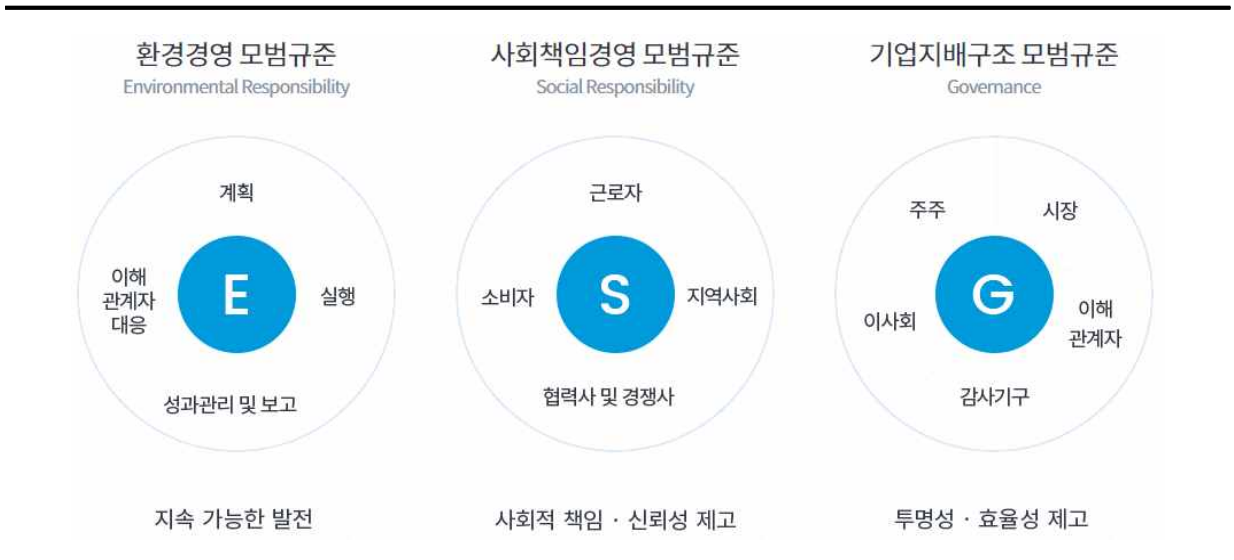 환경경영 모범규준
Environmental Responsibility
계획
이해
관계자
대응
E
실행
성과관리 및 보고
지속 가능한 발전
사회책임경영 모범규준
Social Responsibility
근로자
소비자
S
지역사회
협력사 및 경쟁사
사회적 책임 · 신뢰성 제고
기업지배구조 모범규준
Governance
주주
시장
G
이사회
이해
관계자
감사기구
투명성 · 효율성 제고